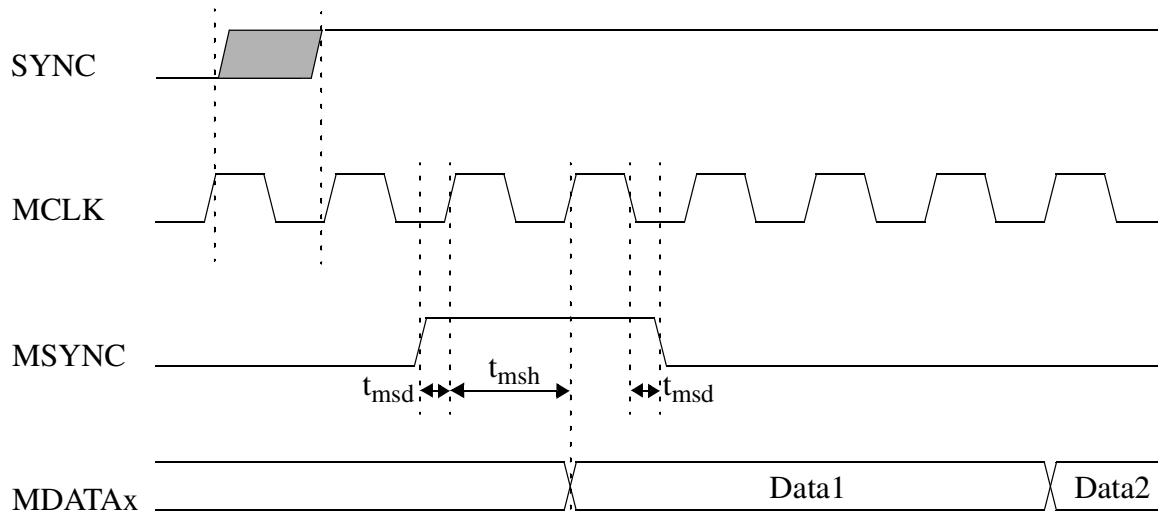 SYNC
MCLK
MSYNC
tmsd
tmsh
tmsd
MDATAx
Data1
Data2